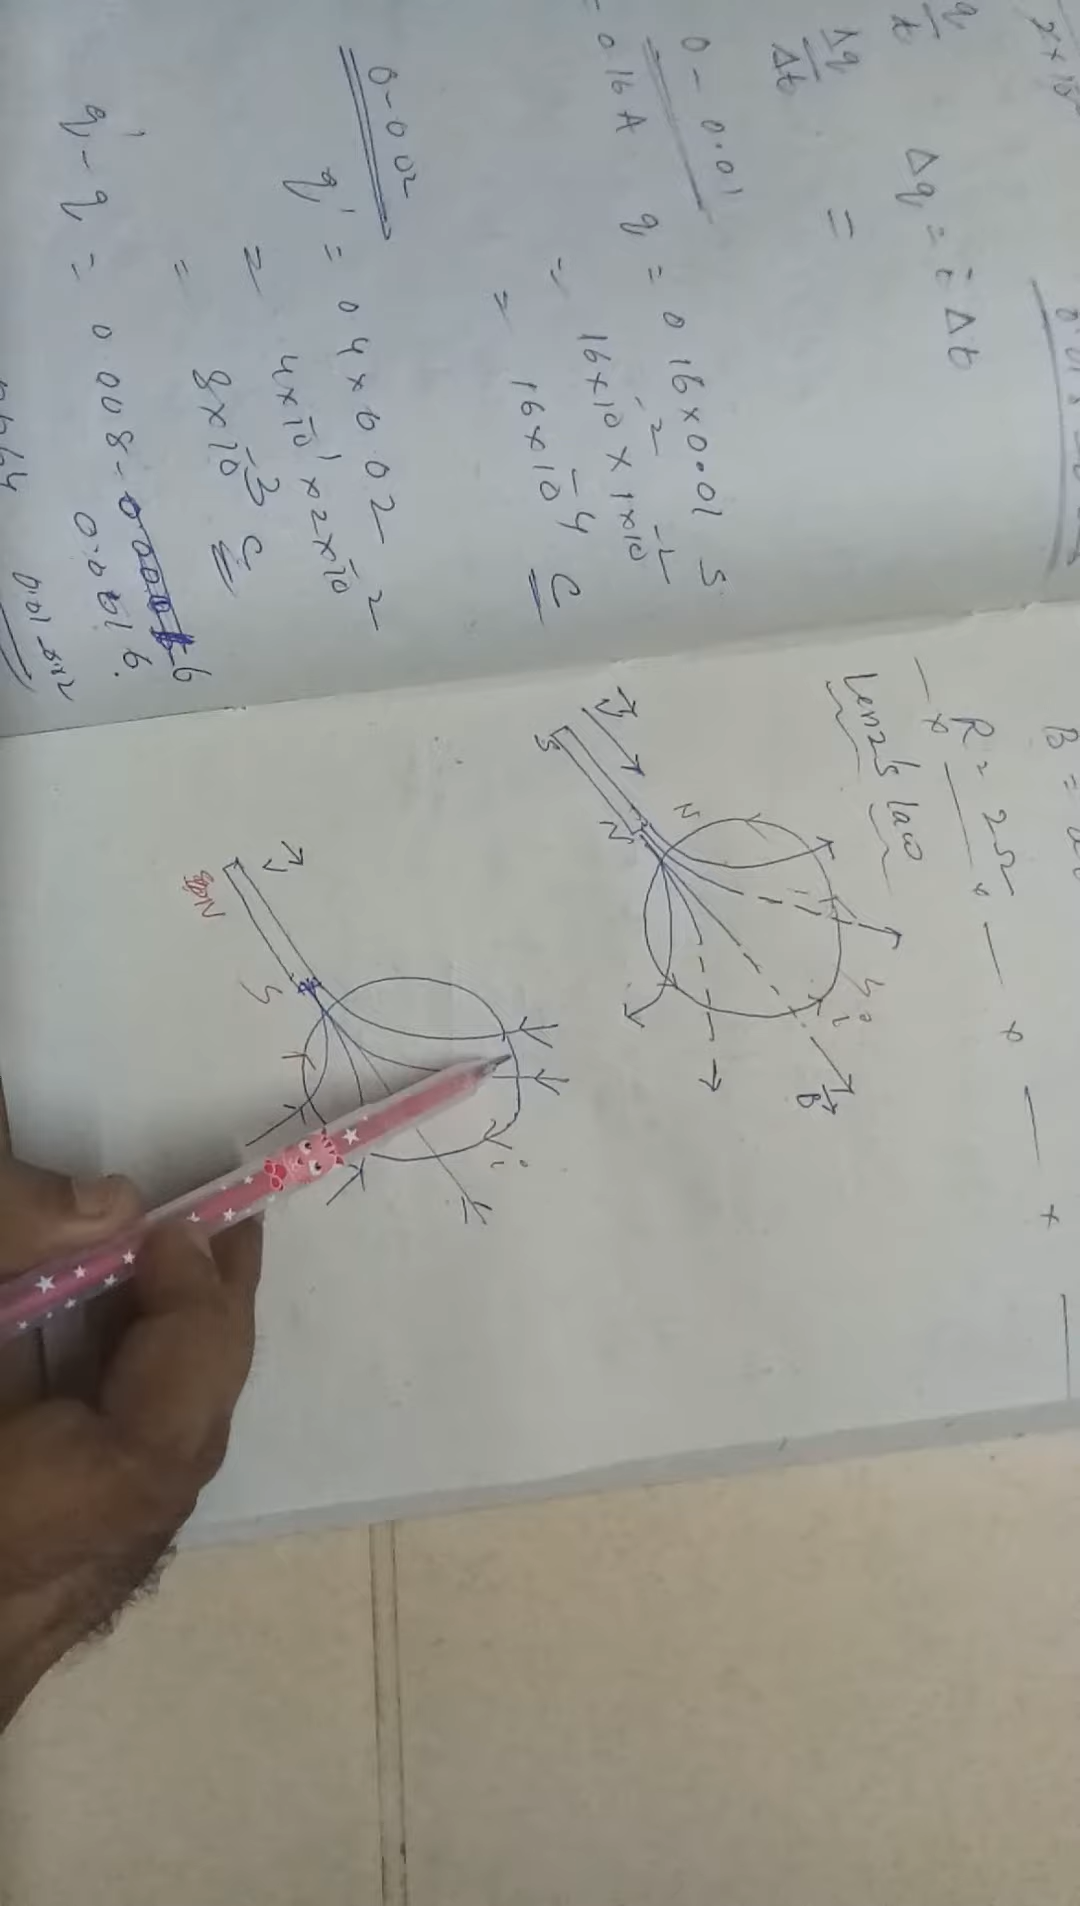 q/t
Δq = i Δt
Δq/Δt =
0 - 0.01
q = 0 16×0.01 s
= 0.16 A
= 16×10⁻² × 1×10⁻²
= 16×10⁻⁴ C
0-0.02
q' = 0 4×0.02
= 4×10⁻¹ × 2×10⁻²
= 8×10⁻³ C
q' - q = 0.008 -
0.0016
B =
R = 2Ω
Lenz's law
v
S
N
N
i
B
v
S
i